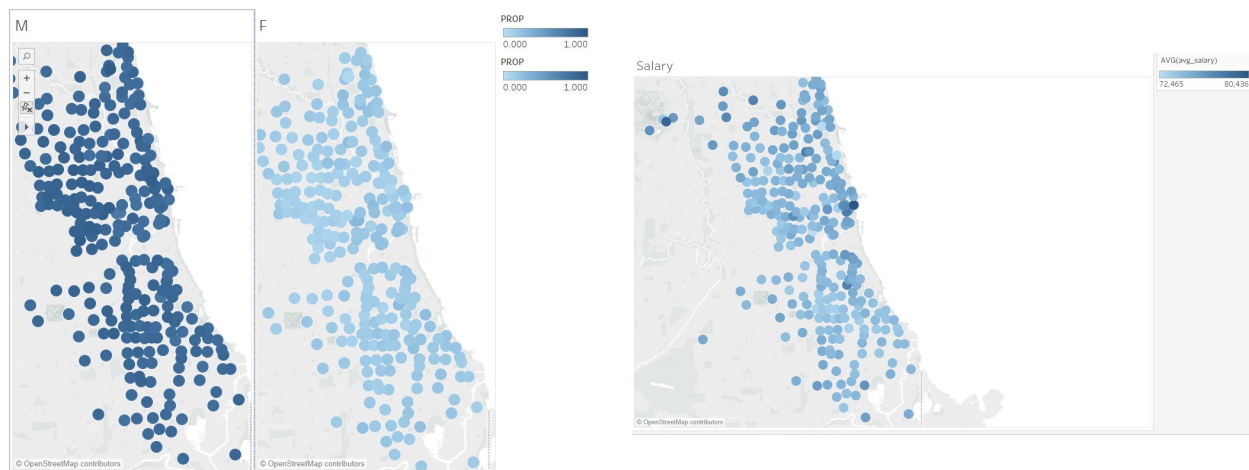 M
F
PROP
0.000 1.000
PROP
0.000 1.000
© OpenStreetMap contributors
© OpenStreetMap contributors
Salary
AVG(avg_salary)
72,465 80,436
© OpenStreetMap contributors